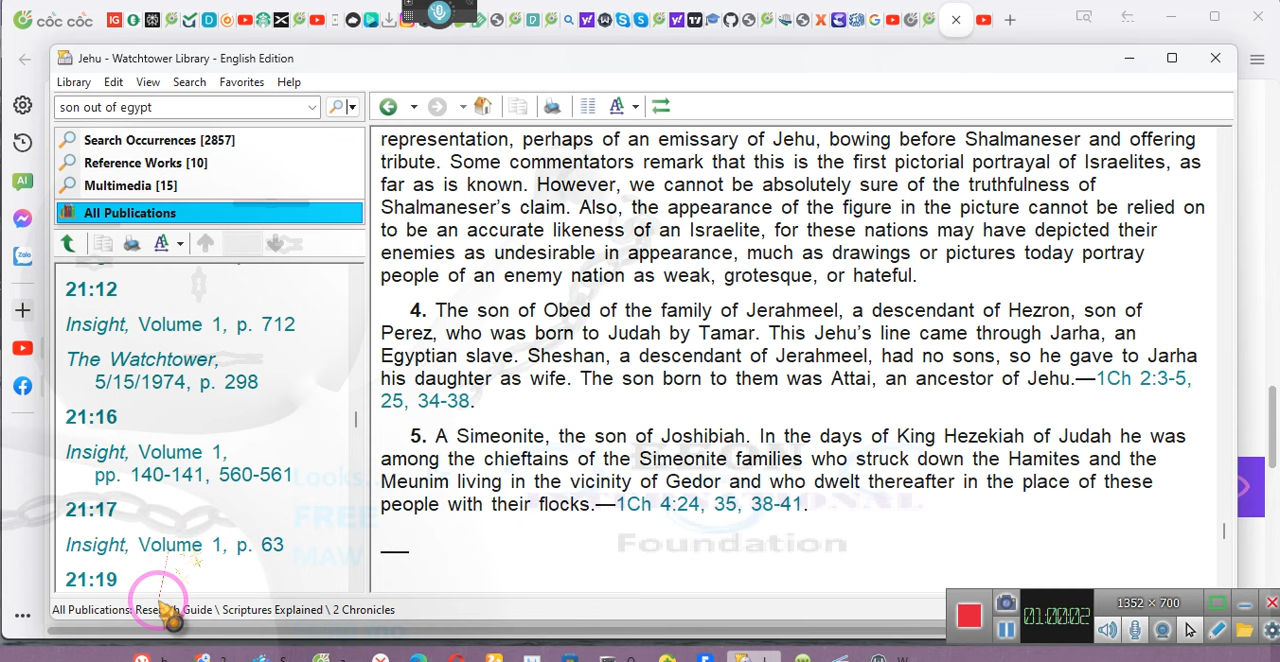 cốc cốc
Jehu - Watchtower Library - English Edition
Library Edit View Search Favorites Help
son out of egypt
Search Occurrences [2857]
Reference Works [10]
Multimedia [15]
All Publications
21:12
Insight, Volume 1, p. 712
The Watchtower,
5/15/1974, p. 298
21:16
Insight, Volume 1,
pp. 140-141, 560-561
21:17
Insight, Volume 1, p. 63
21:19
representation, perhaps of an emissary of Jehu, bowing before Shalmaneser and offering
tribute. Some commentators remark that this is the first pictorial portrayal of Israelites, as
far as is known. However, we cannot be absolutely sure of the truthfulness of
Shalmaneser's claim. Also, the appearance of the figure in the picture cannot be relied on
to be an accurate likeness of an Israelite, for these nations may have depicted their
enemies as undesirable in appearance, much as drawings or pictures today portray
people of an enemy nation as weak, grotesque, or hateful.
4. The son of Obed of the family of Jerahmeel, a descendant of Hezron, son of
Perez, who was born to Judah by Tamar. This Jehu's line came through Jarha, an
Egyptian slave. Sheshan, a descendant of Jerahmeel, had no sons, so he gave to Jarha
his daughter as wife. The son born to them was Attai, an ancestor of Jehu.—1Ch 2:3-5,
25, 34-38.
5. A Simeonite, the son of Joshibiah. In the days of King Hezekiah of Judah he was
among the chieftains of the Simeonite families who struck down the Hamites and the
Meunim living in the vicinity of Gedor and who dwelt thereafter in the place of these
people with their flocks.—1Ch 4:24, 35, 38-41.
Foundation
Looks
FREE
MAW
All Publications: Research Guide \ Scriptures Explained \ 2 Chronicles
01:00:02
1352 × 700
AI
Zalo